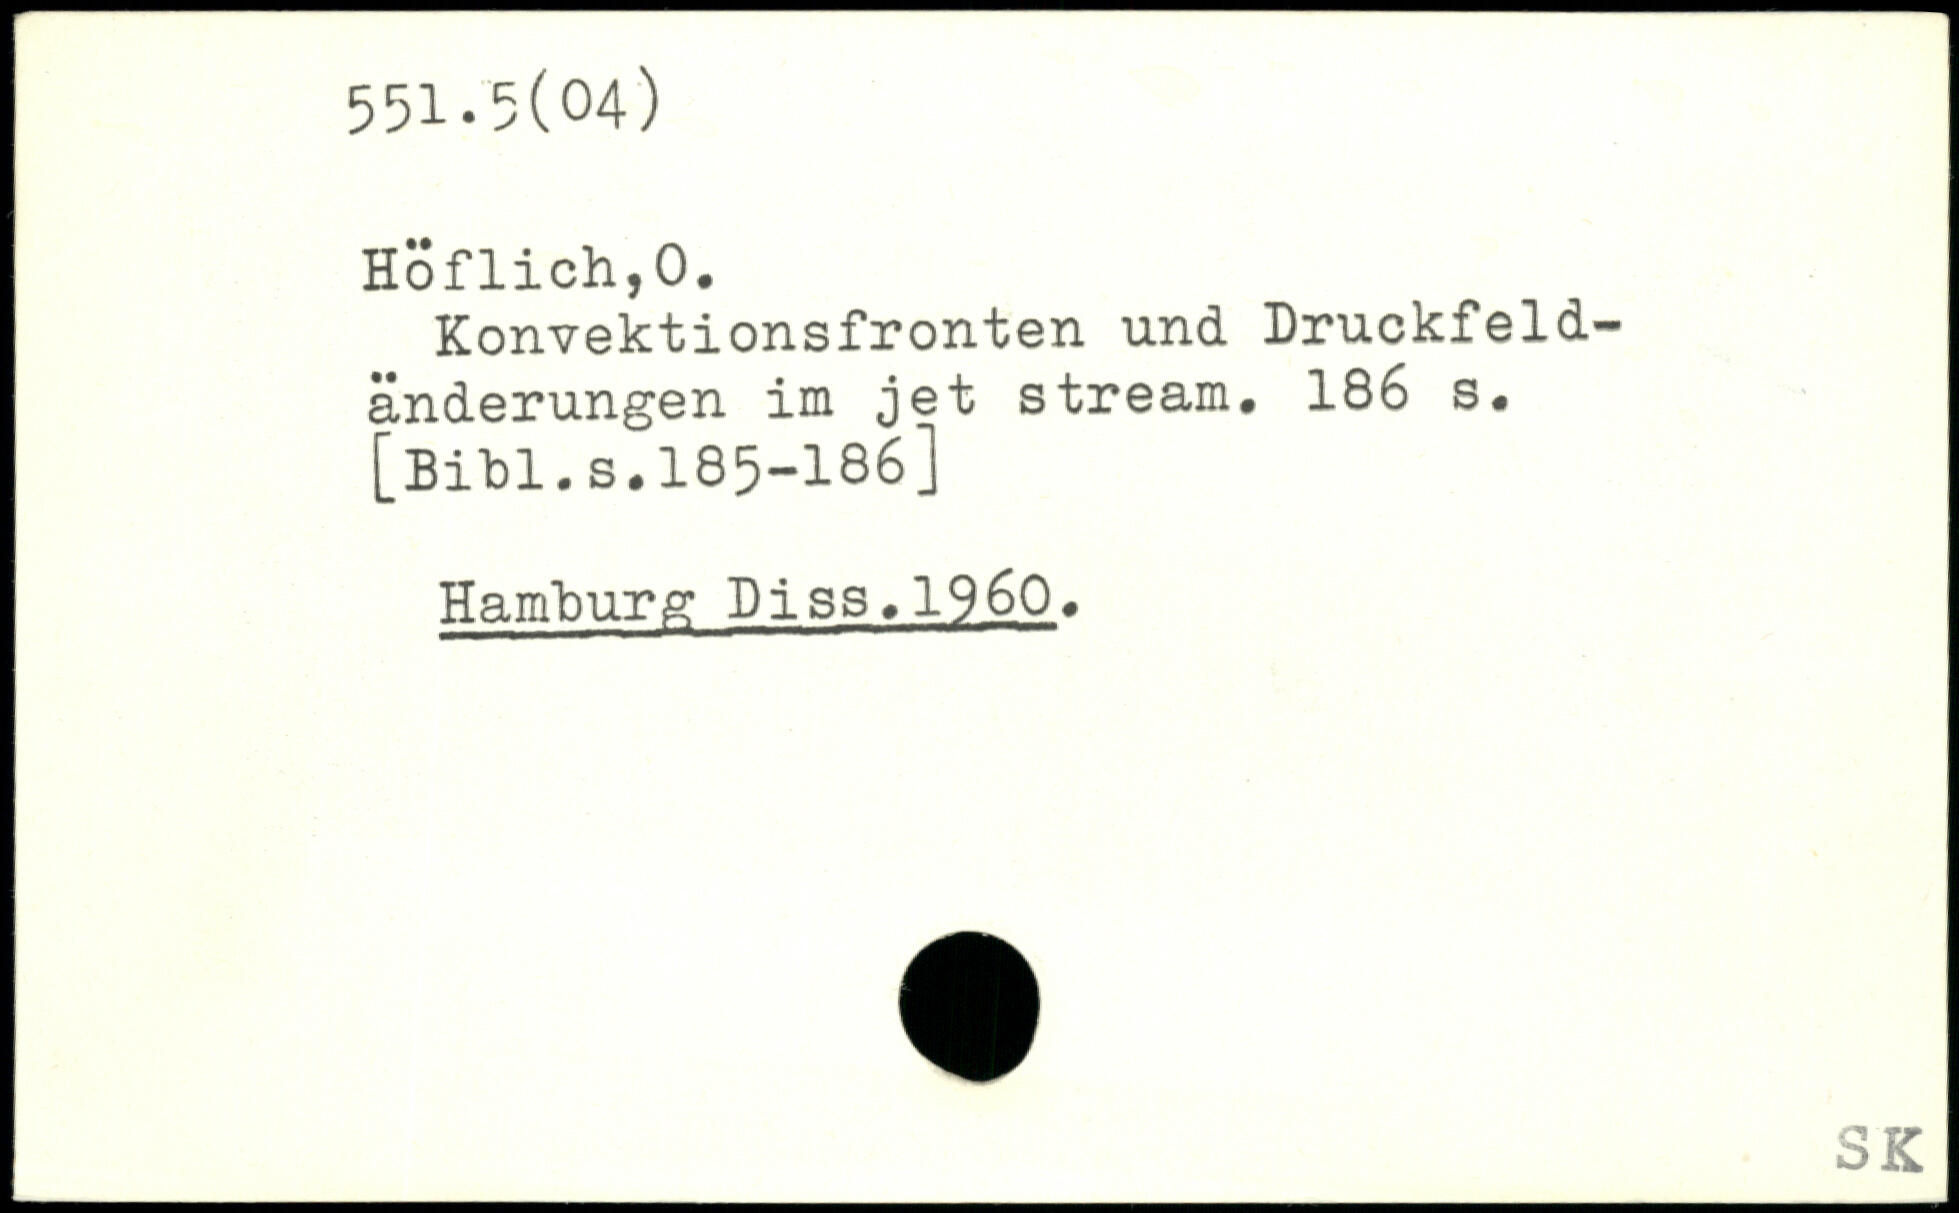 551.5(04)
Höflich,O.
Konvektionsfronten und Druckfeld-
änderungen im jet stream. 186 s.
[Bibl.s.185-186]
Hamburg Diss.1960.
SK